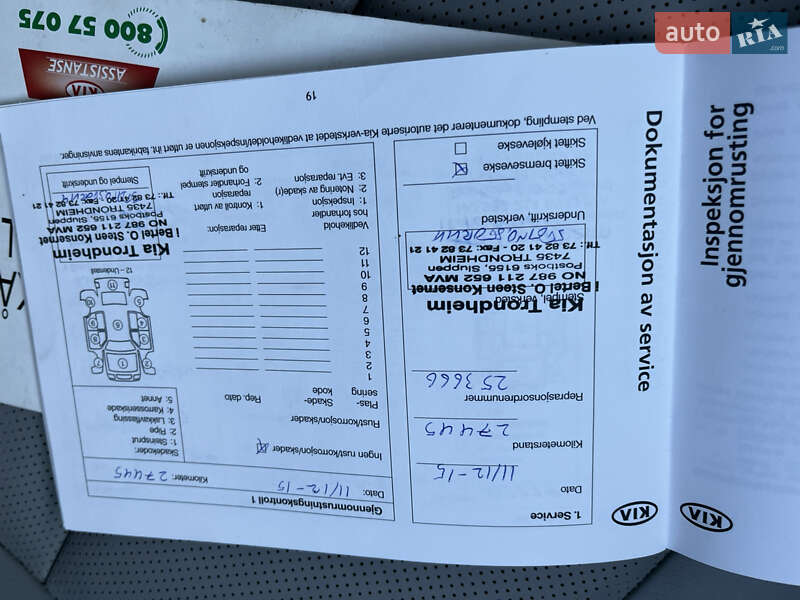 auto RIA .com
800 57 075
KIA
ASSISTANSE
Inspeksjon for
gjennomrusting
KIA
Dokumentasjon av service
KIA
1. Service
Dato
11/12-15
Kilometerstand
27445
Reprasjonsordrenummer
253666
Stempel, verksted
Kia Trondheim
i Bertel O. Steen Konsernet
NO 987 211 652 MVA
Postboks 6155, Sluppen
7435 TRONDHEIM
Tlf: 73 82 41 20 - Fax: 73 82 41 21
Underskrift, verksted
Skiftet bremsevæske
Skiftet kjølevæske
Ved stempling, dokumenterer det autoriserte Kia-verkstedet at vedlikeholdet/inspeksjonen er utført iht. fabrikantens anvisninger.
Gjennomrustningskontroll 1
Dato: 11/12-15 Kilometer: 27445
Ingen rust/korrosjon/skader
Rust/korrosjon/skader
Skadekoder:
1: Steinsprut
2: Ripe
3: Lakkavflassing
4: Karosseriskade
5: Annet
Plas- Skade- Rep. dato
sering kode
1
2
3
4
5
6
7
8
9
10
11
12
12 – Understell
Vedlikehold Etter reparasjon:
hos forhandler
1: Inspeksjon 1: Kontroll av utført
2: Notering av skade(r) reparasjon
3: Evt. reparasjon 2: Forhandler stempel
og underskrift
Kia Trondheim
i Bertel O. Steen Konsernet
NO 987 211 652 MVA
Postboks 6155, Sluppen
7435 TRONDHEIM
Tlf: 73 82 41 20 - Fax: 73 82 41 21
Stempel og underskrift
19